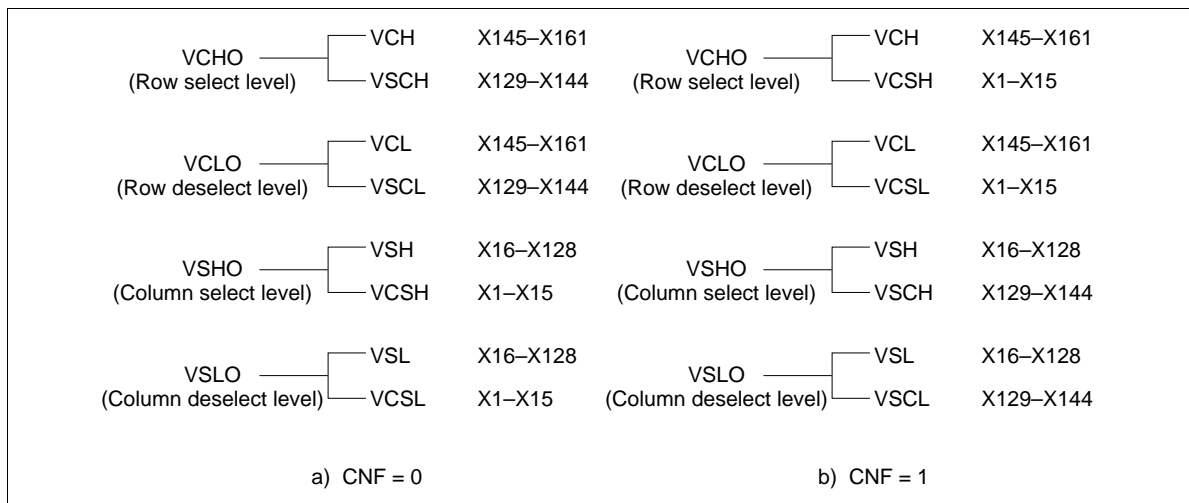 VCHO
(Row select level)
VCH X145–X161
VSCH X129–X144
VCLO
(Row deselect level)
VCL X145–X161
VSCL X129–X144
VSHO
(Column select level)
VSH X16–X128
VCSH X1–X15
VSLO
(Column deselect level)
VSL X16–X128
VCSL X1–X15
a) CNF = 0
VCHO
(Row select level)
VCH X145–X161
VCSH X1–X15
VCLO
(Row deselect level)
VCL X145–X161
VCSL X1–X15
VSHO
(Column select level)
VSH X16–X128
VSCH X129–X144
VSLO
(Column deselect level)
VSL X16–X128
VSCL X129–X144
b) CNF = 1